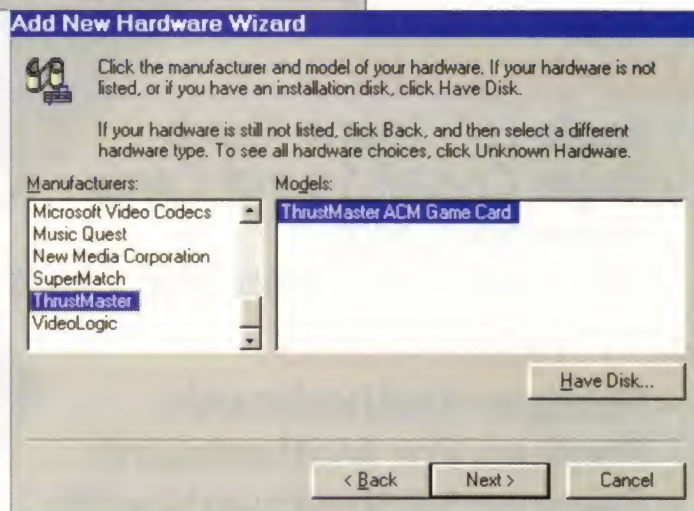 Add New Hardware Wizard
Click the manufacturer and model of your hardware. If your hardware is not
listed, or if you have an installation disk, click Have Disk.
If your hardware is still not listed, click Back, and then select a different
hardware type. To see all hardware choices, click Unknown Hardware.
Manufacturers:
Microsoft Video Codecs
Music Quest
New Media Corporation
SuperMatch
ThrustMaster
VideoLogic
Models:
ThrustMaster ACM Game Card
Have Disk...
< Back
Next >
Cancel